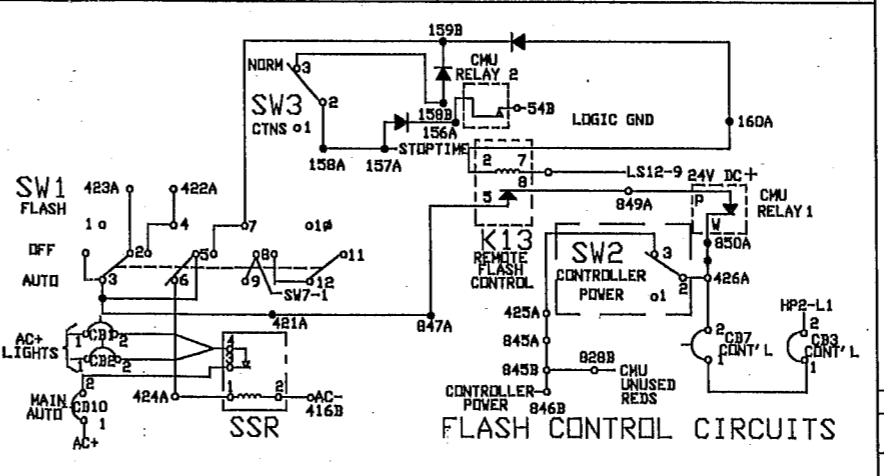 159B
NORM 3
CMU
RELAY 2
SW3
CTNS 1
2
158B
156A
54B
LOGIC GND
160A
158A
157A
STOPTIME
SW1
FLASH
423A
422A
1
2
4
5
7
10
OFF
AUTO
3
6
8
9
11
12
SW7-1
2 7
5 8
LS12-9
24V DC+
849A
P
W
CMU
RELAY 1
850A
K13
REMOTE
FLASH
CONTROL
SW2
CONTROLLER
POWER
3
2
1
426A
421A
847A
425A
845A
845B
828B
CMU
UNUSED
REDS
CONTROLLER
POWER
846B
2
CB7
CONT'L
1
HP2-L1
2
CB3
CONT'L
1
AC+
LIGHTS
1 CB1 2
1 CB2 2
4
3
2
MAIN
AUTO
CB10
1
AC+
424A
1 2
AC-
416B
SSR
FLASH CONTROL CIRCUITS